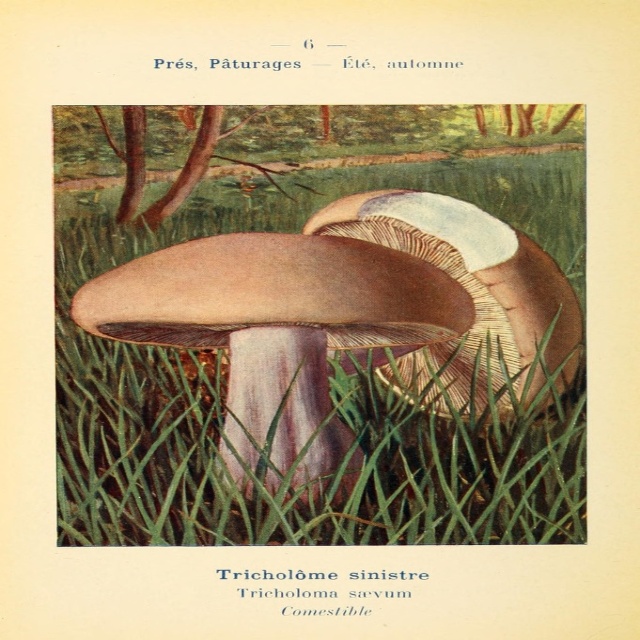 — 6 —
Prés, Pâturages — Été, automne
Tricholôme sinistre
Tricholoma sævum
Comestible